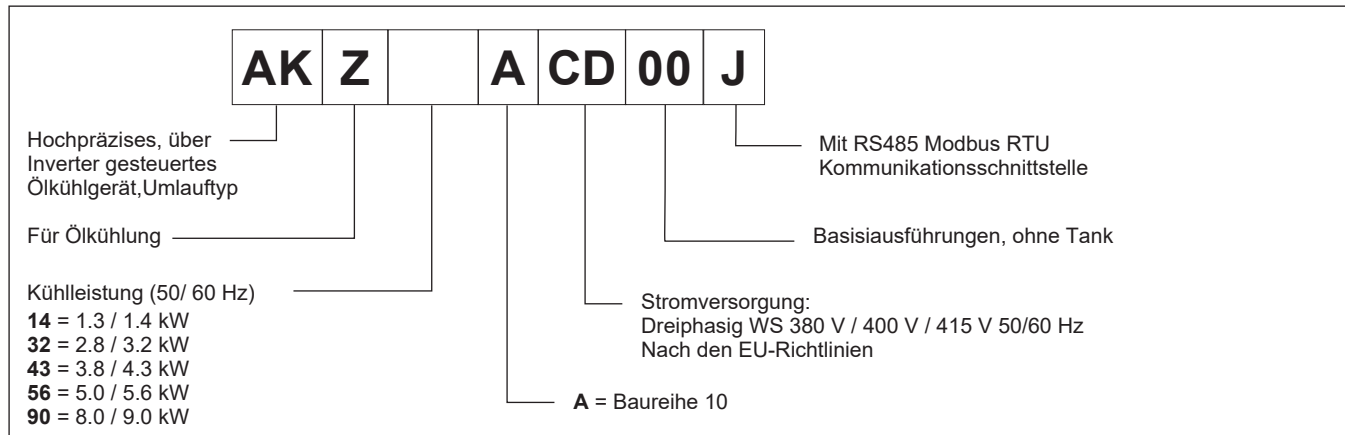 AK Z A CD 00 J
Hochpräzises, über
Inverter gesteuertes
Ölkühlgerät,Umlauftyp
Für Ölkühlung
Kühlleistung (50/ 60 Hz)
14 = 1.3 / 1.4 kW
32 = 2.8 / 3.2 kW
43 = 3.8 / 4.3 kW
56 = 5.0 / 5.6 kW
90 = 8.0 / 9.0 kW
Mit RS485 Modbus RTU
Kommunikationsschnittstelle
Basisiausführungen, ohne Tank
Stromversorgung:
Dreiphasig WS 380 V / 400 V / 415 V 50/60 Hz
Nach den EU-Richtlinien
A = Baureihe 10